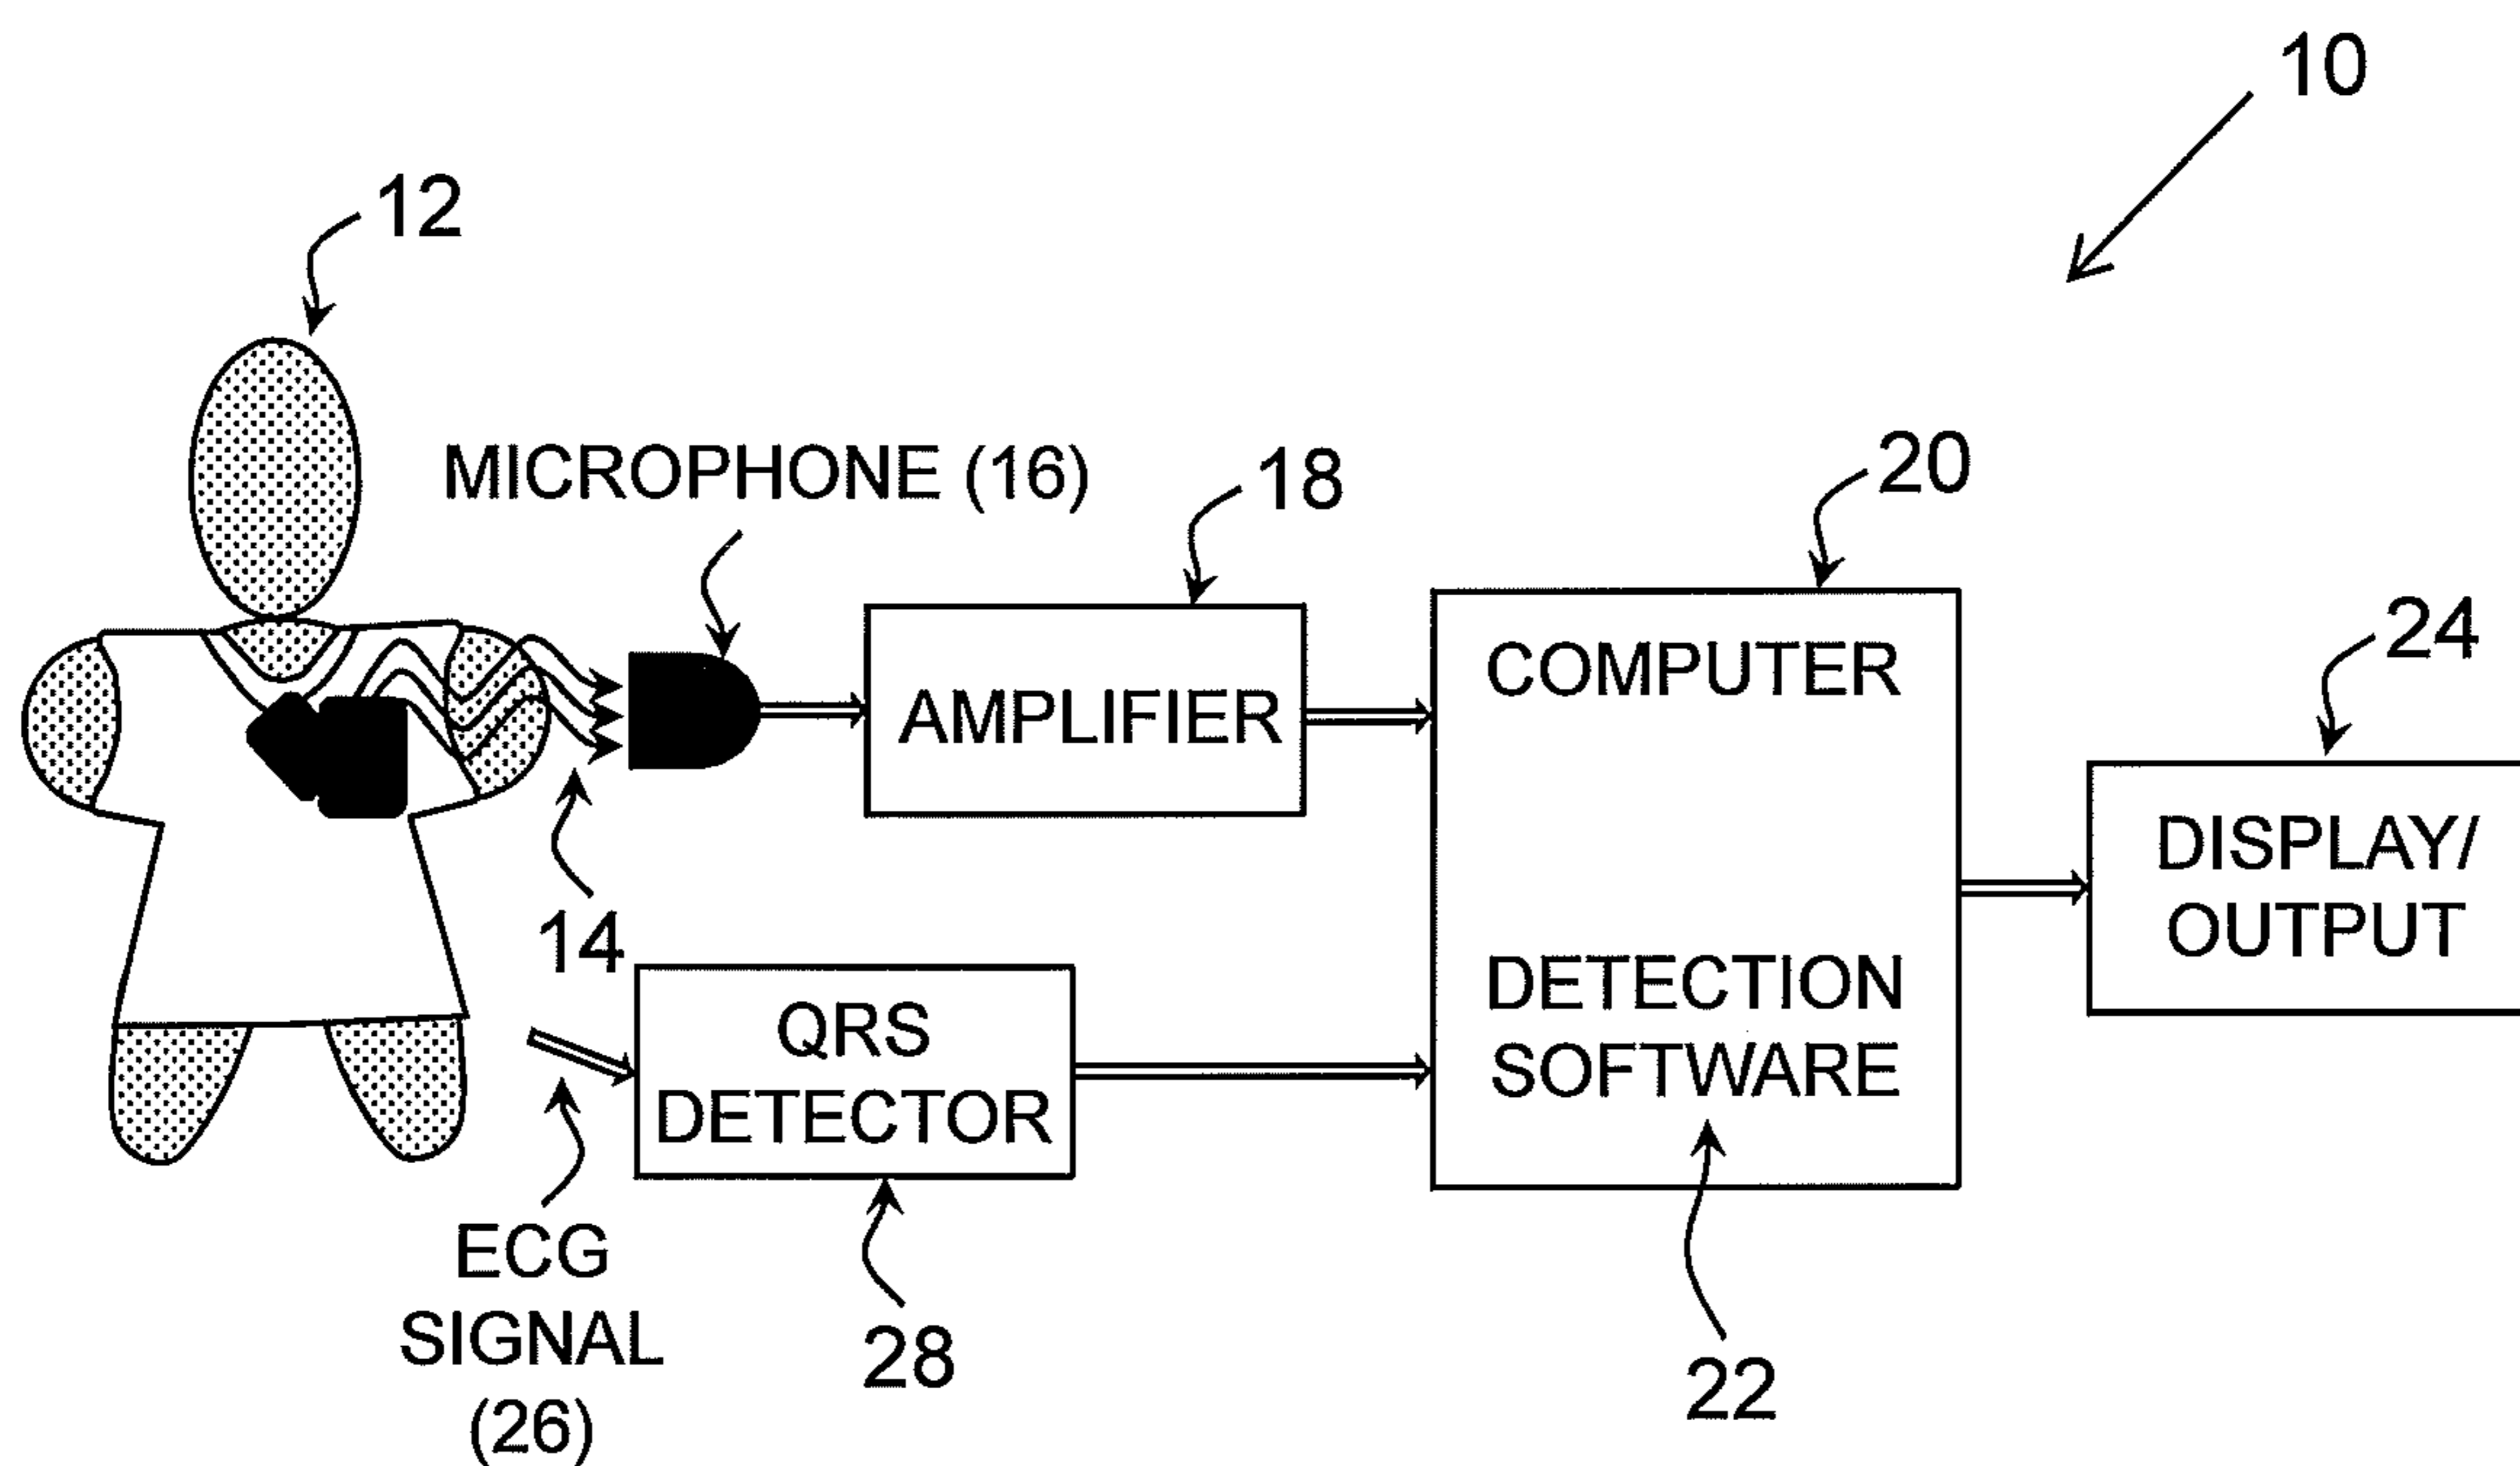 10
12
MICROPHONE (16)
18
20
24
AMPLIFIER
COMPUTER
DISPLAY/
OUTPUT
14
QRS
DETECTOR
DETECTION
SOFTWARE
ECG
SIGNAL
(26)
28
22